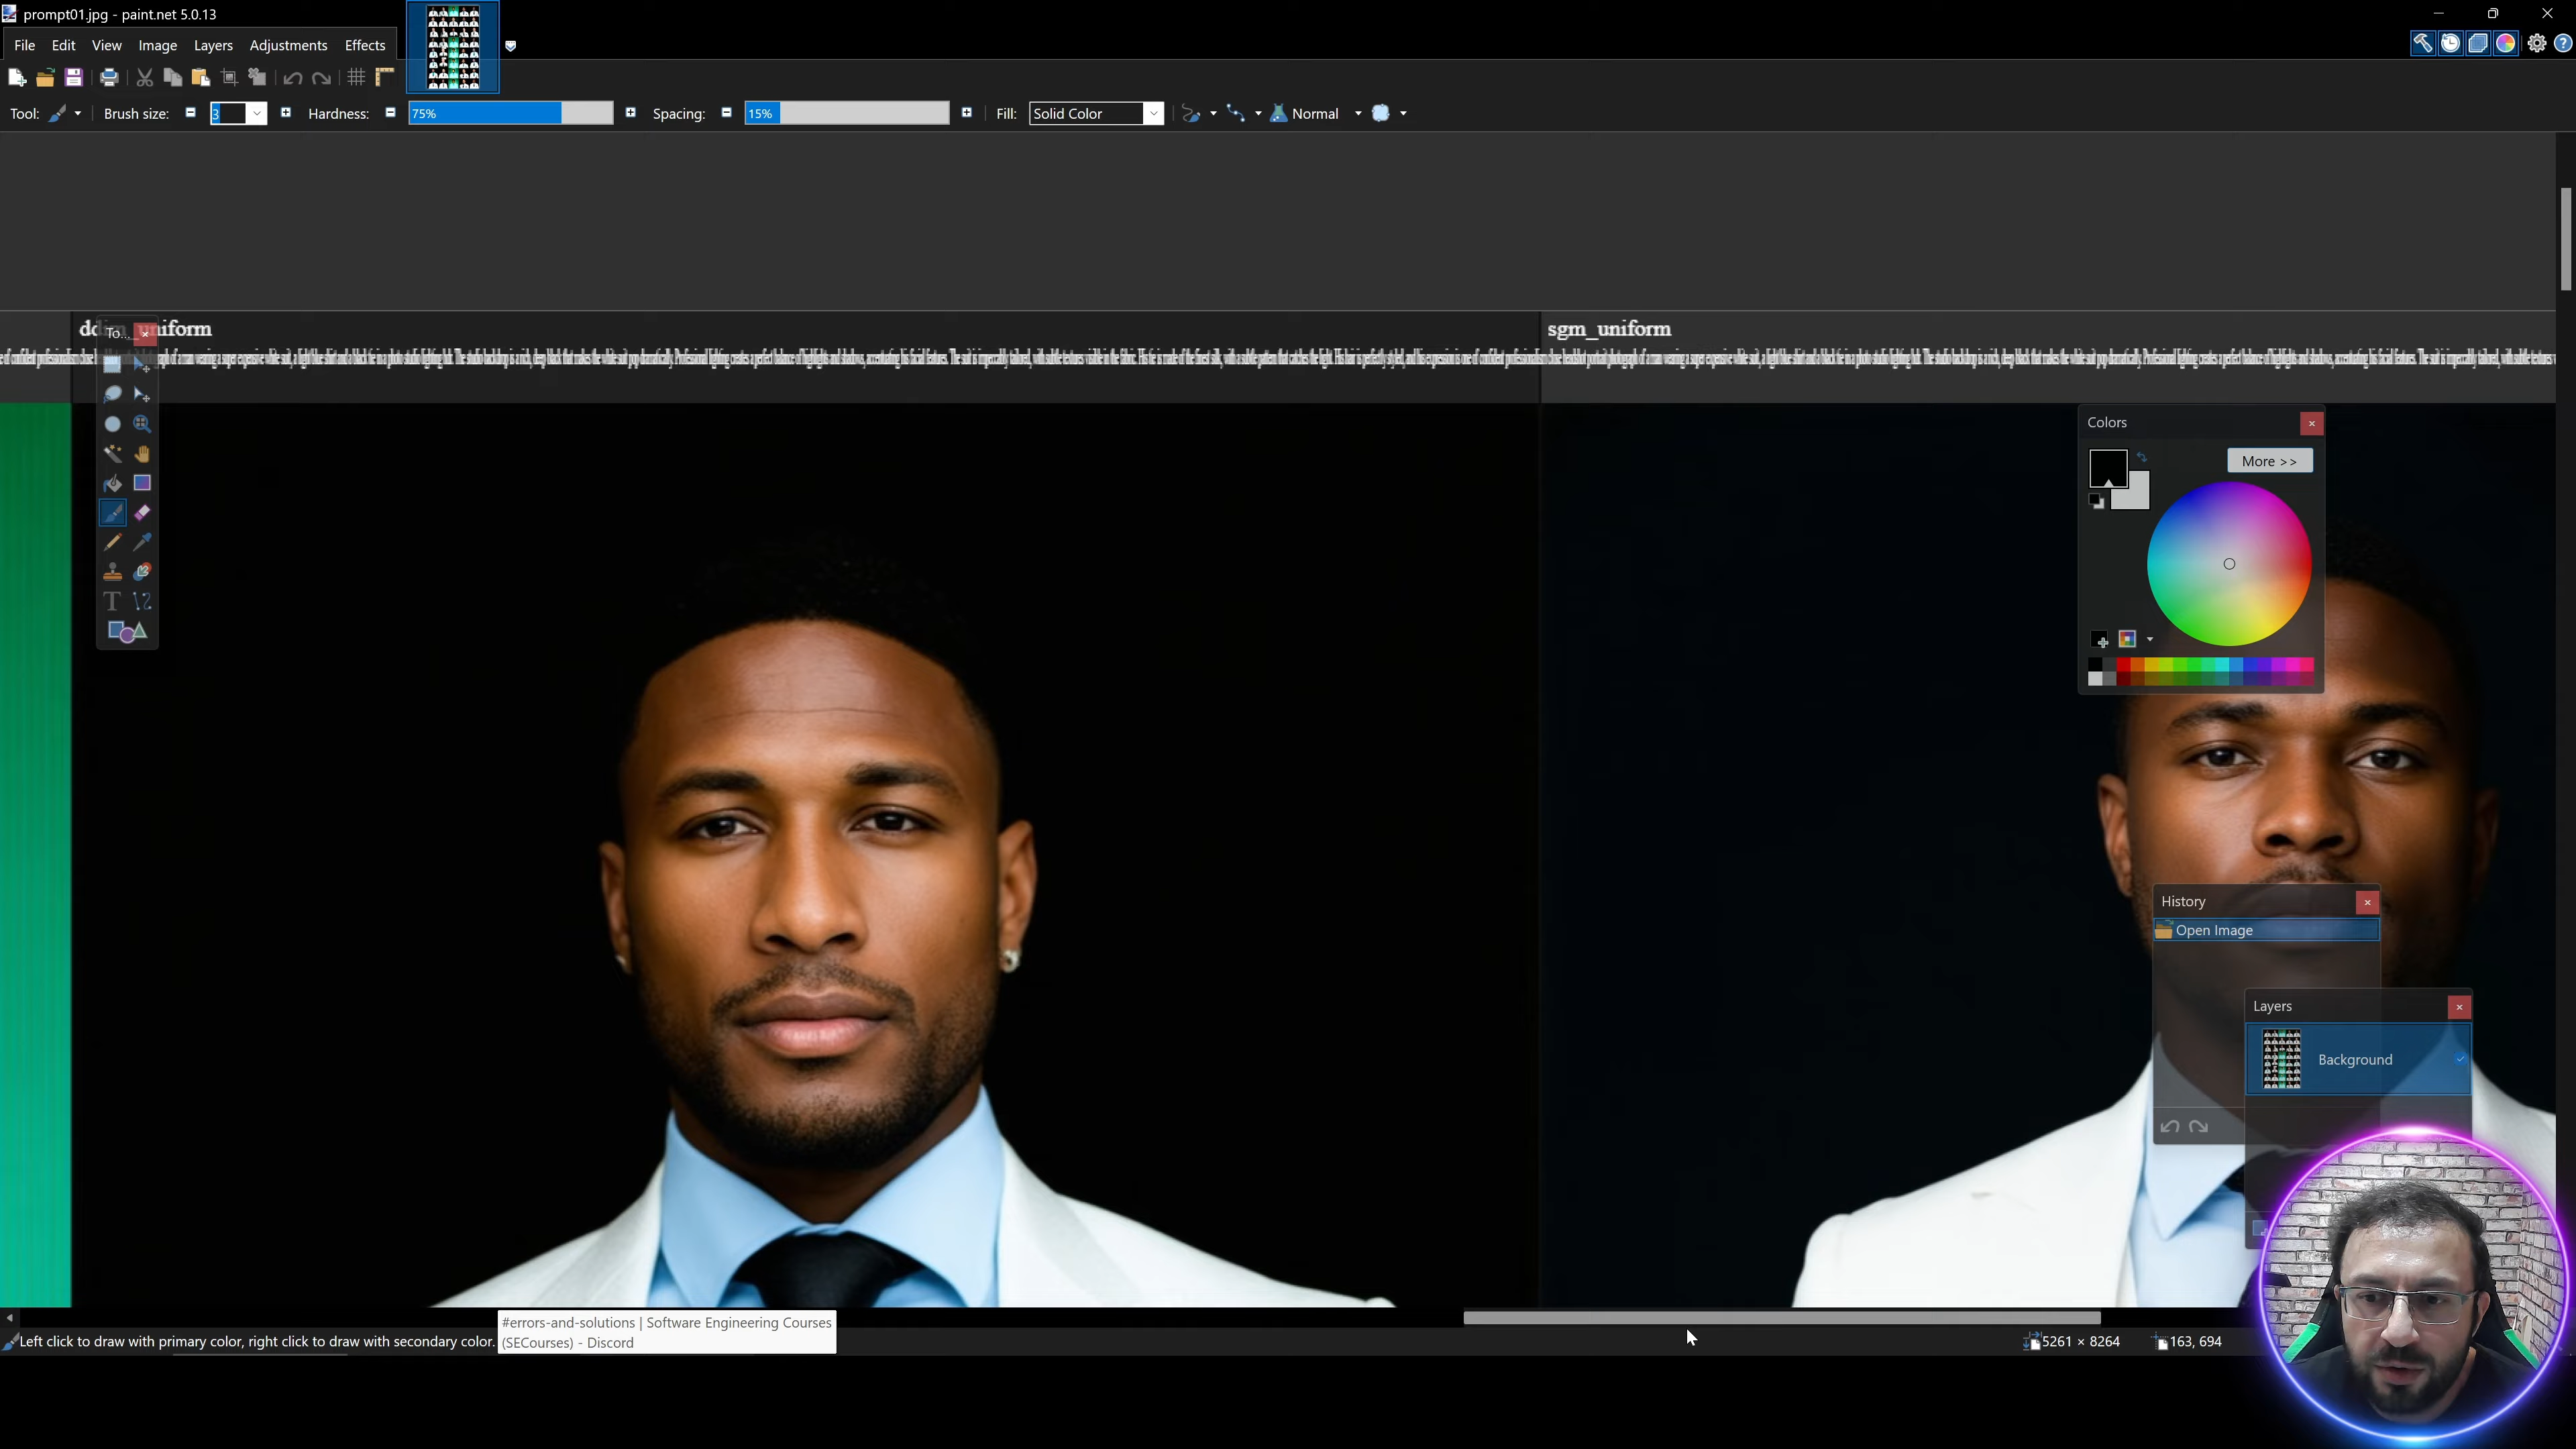 prompt01.jpg - paint.net 5.0.13
File Edit View Image Layers Adjustments Effects
Tool: Brush size: 3 Hardness: 75% Spacing: 15% Fill: Solid Color Normal
uniform sgm_uniform
To...
Colors
More >>
History
Open Image
Layers
Background
#errors-and-solutions | Software Engineering Courses
(SECourses) - Discord
Left click to draw with primary color, right click to draw with secondary color.
5261 × 8264 163, 694